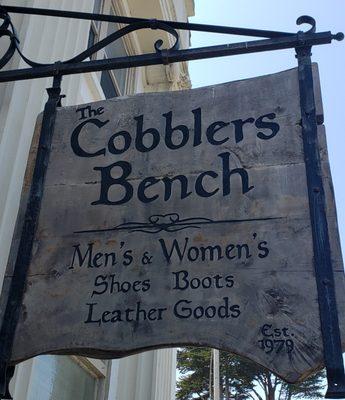 The
Cobblers
Bench
Men's & Women's
Shoes Boots
Leather Goods
Est.
1979